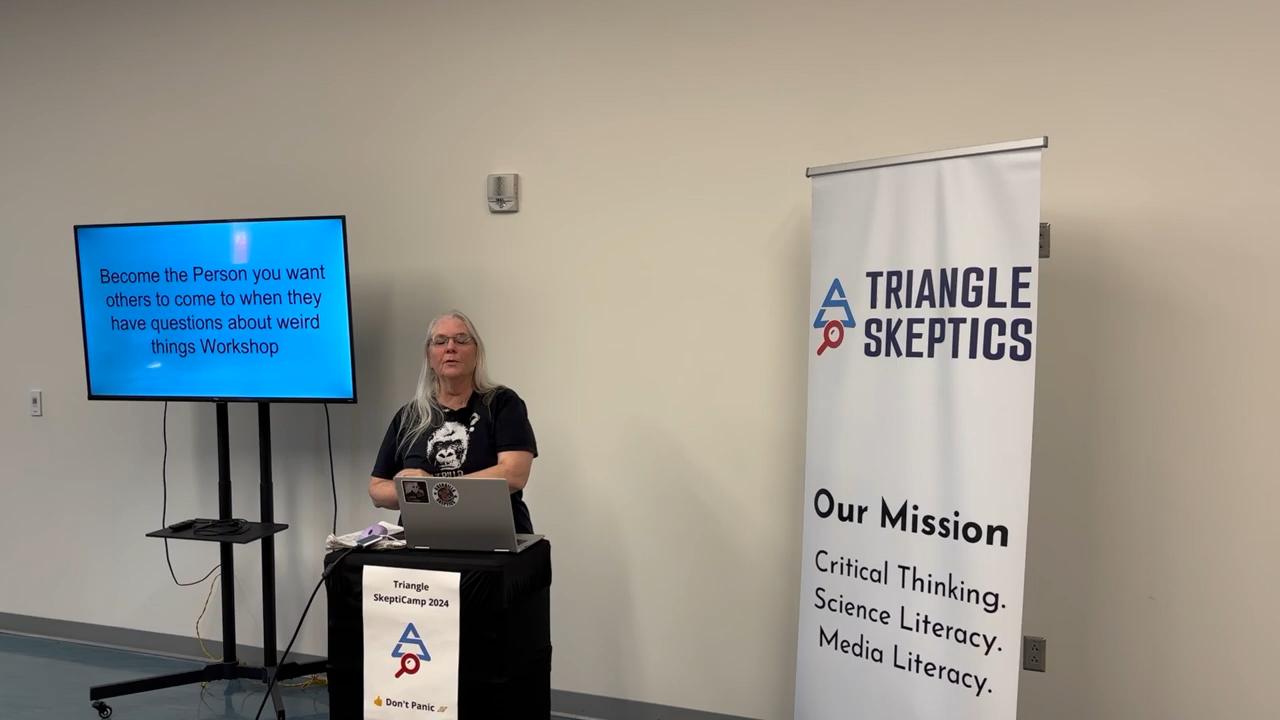 Become the Person you want
others to come to when they
have questions about weird
things Workshop
TRIANGLE
SKEPTICS
Our Mission
Critical Thinking.
Science Literacy.
Media Literacy.
?
Triangle
SkeptiCamp 2024
👍 Don't Panic 🪐